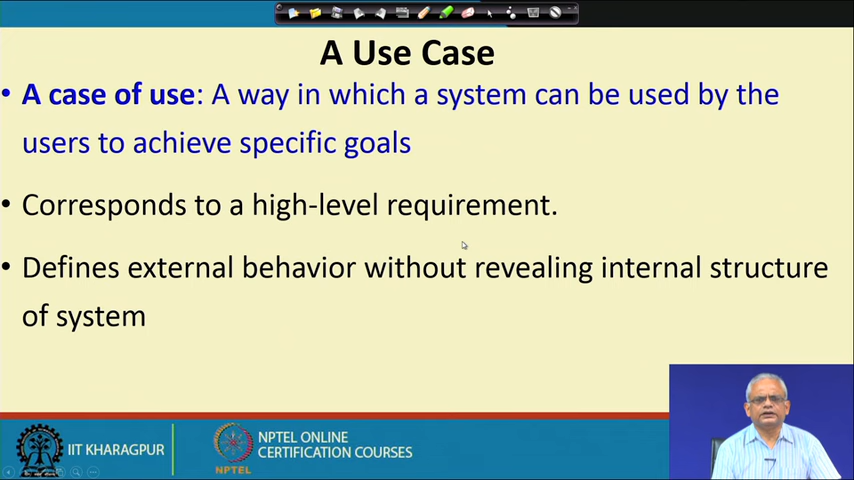 A Use Case
• A case of use: A way in which a system can be used by the
users to achieve specific goals
• Corresponds to a high-level requirement.
• Defines external behavior without revealing internal structure
of system
IIT KHARAGPUR
NPTEL
NPTEL ONLINE
CERTIFICATION COURSES